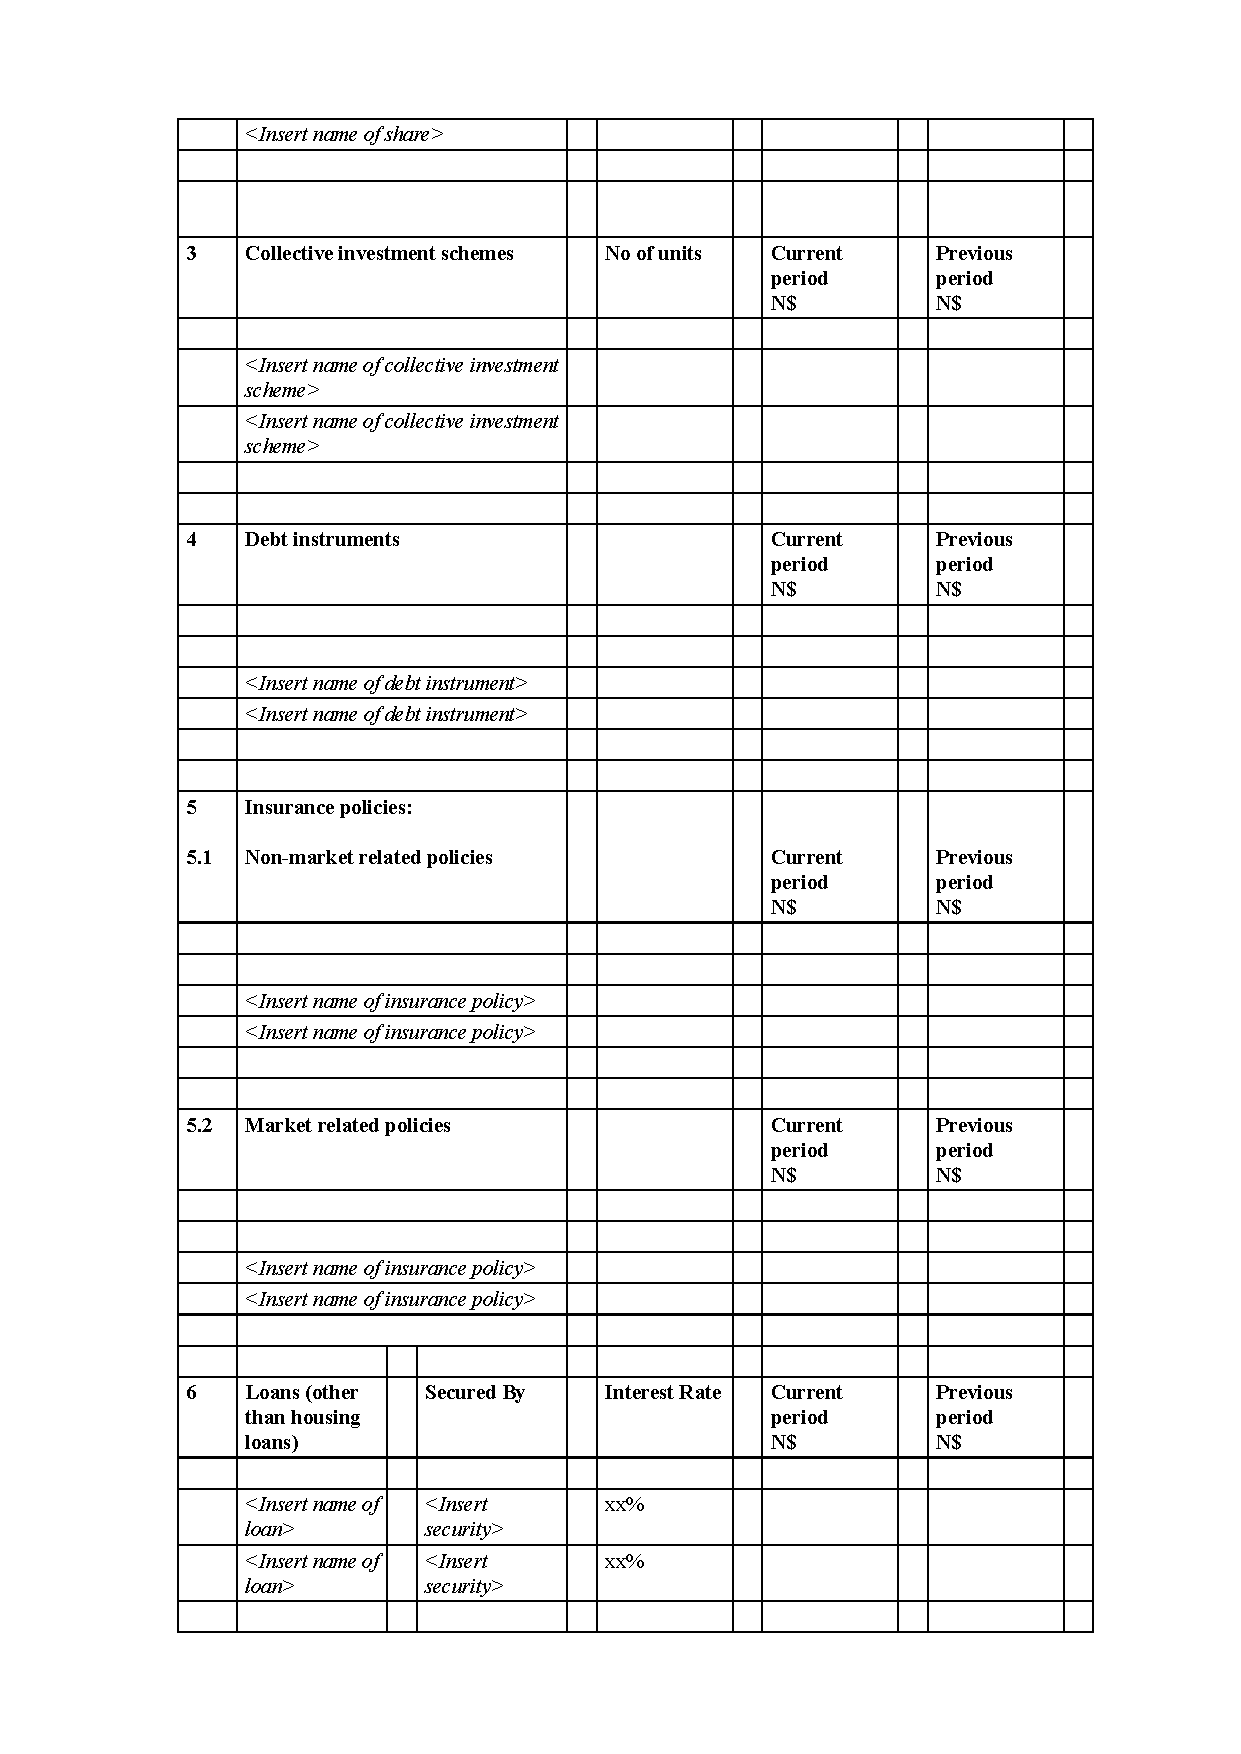 <Insert name of share>
3 Collective investment schemes No of units Current Previous
period period
N$ N$
<Insert name of collective investment
scheme>
<Insert name of collective investment
scheme>
4 Debt instruments Current Previous
period period
N$ N$
<Insert name of debt instrument>
<Insert name of debt instrument>
5 Insurance policies:
5.1 Non-market related policies Current Previous
period period
N$ N$
<Insert name of insurance policy>
<Insert name of insurance policy>
5.2 Market related policies Current Previous
period period
N$ N$
<Insert name of insurance policy>
<Insert name of insurance policy>
6 Loans (other Secured By Interest Rate Current Previous
than housing period period
loans) N$ N$
<Insert name of <Insert xx%
loan> security>
<Insert name of <Insert xx%
loan> security>